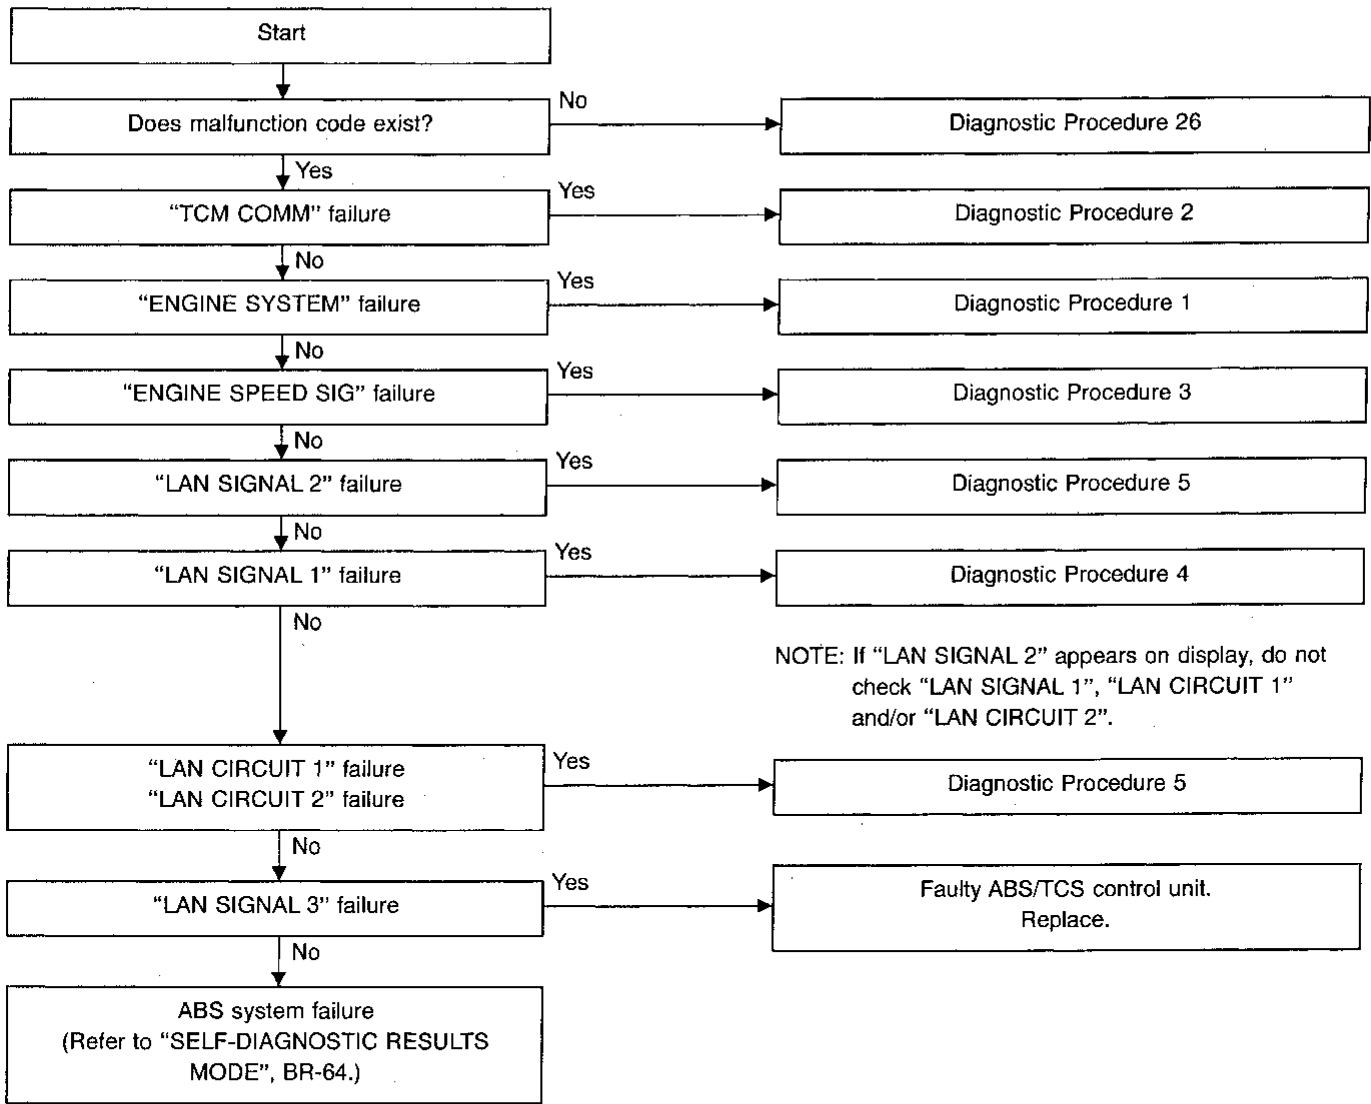 Start
Does malfunction code exist?
No
Diagnostic Procedure 26
Yes
“TCM COMM” failure
Yes
Diagnostic Procedure 2
No
“ENGINE SYSTEM” failure
Yes
Diagnostic Procedure 1
No
“ENGINE SPEED SIG” failure
Yes
Diagnostic Procedure 3
No
“LAN SIGNAL 2” failure
Yes
Diagnostic Procedure 5
No
“LAN SIGNAL 1” failure
Yes
Diagnostic Procedure 4
No
NOTE: If “LAN SIGNAL 2” appears on display, do not
check “LAN SIGNAL 1”, “LAN CIRCUIT 1”
and/or “LAN CIRCUIT 2”.
“LAN CIRCUIT 1” failure
“LAN CIRCUIT 2” failure
Yes
Diagnostic Procedure 5
No
“LAN SIGNAL 3” failure
Yes
Faulty ABS/TCS control unit.
Replace.
No
ABS system failure
(Refer to “SELF-DIAGNOSTIC RESULTS
MODE”, BR-64.)